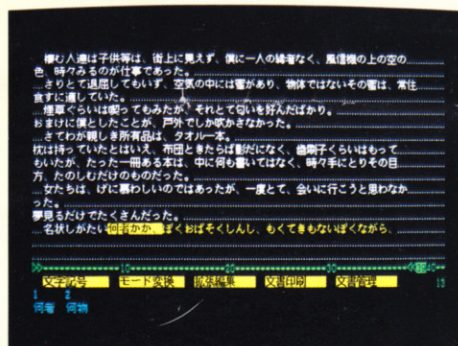 棲む人達は子供等は、街上に見えず、僕に一人の縁者なく、風信機の上の空の
色、時々みるのが仕事であった。
さりとて退屈してもいず、空気の中には蜜があり、物体ではないその蜜は、常住
食すに適していた。
煙草ぐらいは喫ってもみたが、それとて匂いを好んだばかり。
おまけに僕としたことが、戸外でしか吹かさなかった。
さてわが親しき所有品は、タオル一本。
枕は持っていたとはいえ、布団ときたら影だになく、歯刷子くらいはもって
もいたが、たった一冊ある本は、中に何も書いてはなく、時々手にとりその目
方、たのしむだけのものだった。
女たちは、げに慕わしいのではあったが、一度とて、会いに行こうと思わなか
った。
夢見るだけでたくさんだった。
名状しがたい何者かが、ぼくおばそくしんし、もくてきもないぼくながら、
10 20 30 40
文字記号 モード変換 拡張編集 文書印刷 文書管理 13
1 2
何者 何物